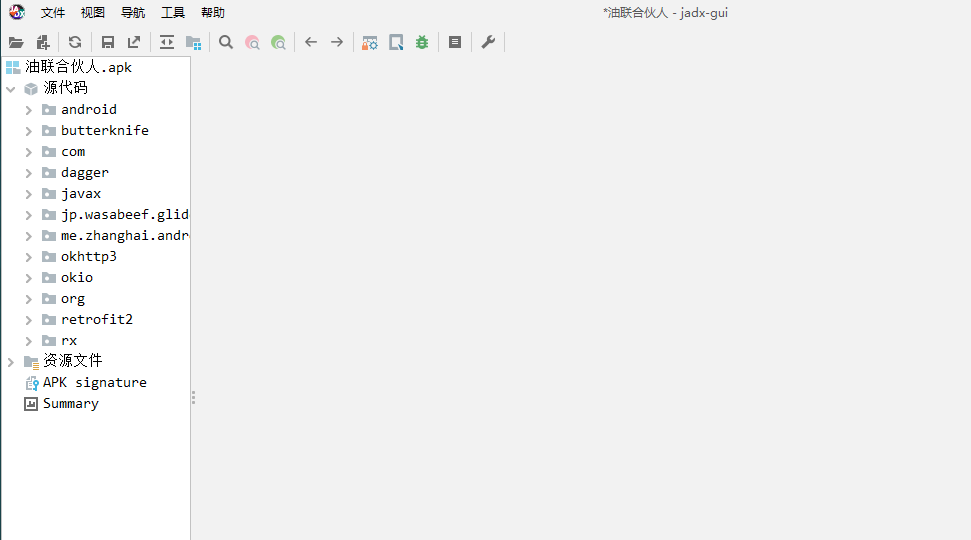 文件 视图 导航 工具 帮助 *油联合伙人 - jadx-gui
油联合伙人.apk
源代码
android
butterknife
com
dagger
javax
jp.wasabeef.glid
me.zhanghai.andr
okhttp3
okio
org
retrofit2
rx
资源文件
APK signature
Summary